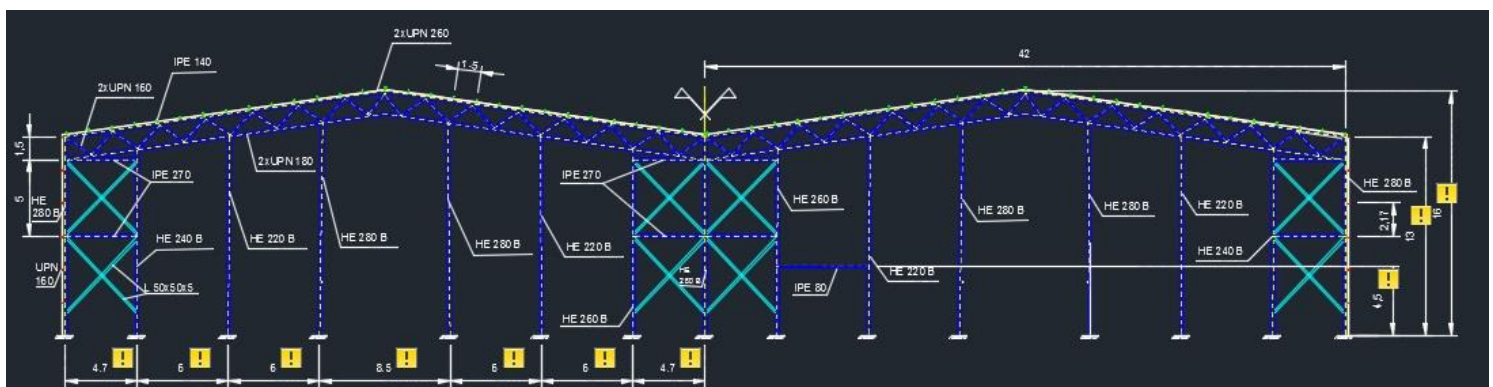 2xUPN 260
42
IPE 140
1.5
2xUPN 160
1,5
2xUPN 180
IPE 270
IPE 270
HE 280 B
HE 260 B
HE 280 B
HE 280 B
HE 220 B
HE 280 B
5
HE 240 B
HE 220 B
HE 280 B
HE 280 B
HE 220 B
2,17
16
13
HE 240 B
UPN 160
L 50x50x5
HE
HE 220 B
IPE 80
4,5
HE 260 B
4.7
6
6
8.5
6
6
4.7
!
!
!
!
!
!
!
!
!
!